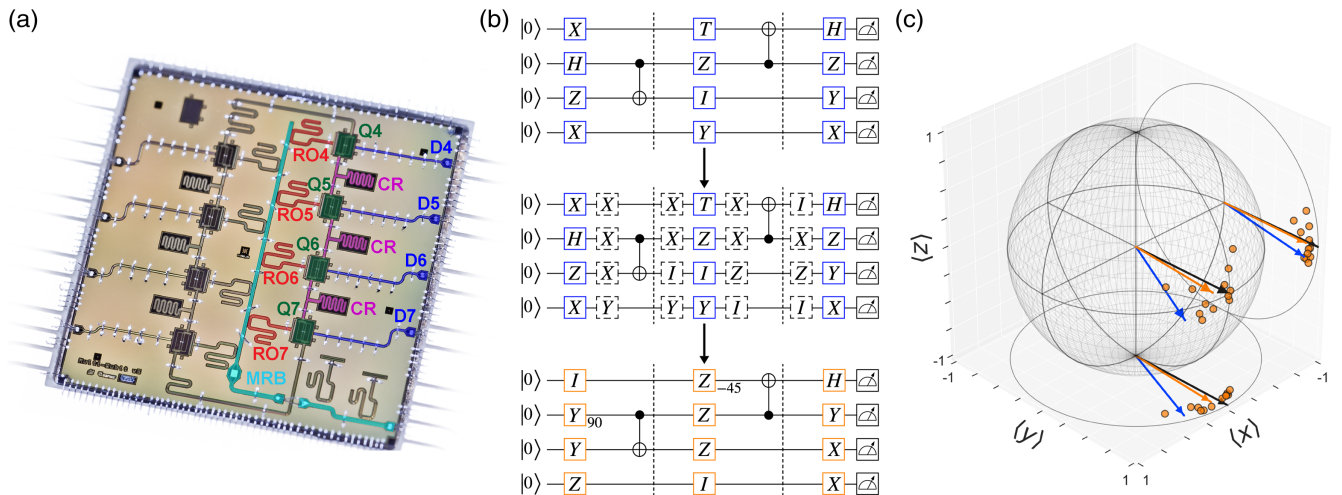 (a)
Q4
D4
RO4
CR
Q5
D5
RO5
CR
Q6
D6
RO6
CR
Q7
D7
RO7
MRB
(b)
|0⟩ X T H
|0⟩ H Z Z
|0⟩ Z I Y
|0⟩ X Y X
|0⟩ X X X T X I H
|0⟩ H X X Z X X Z
|0⟩ Z X I I Z Z Y
|0⟩ X Y Y Y I I X
|0⟩ I Z −45 H
|0⟩ Y 90 Z Y
|0⟩ Y Z X
|0⟩ Z I X
(c)
1
⟨z⟩
-1
-1
-1
⟨y⟩
⟨x⟩
1
1